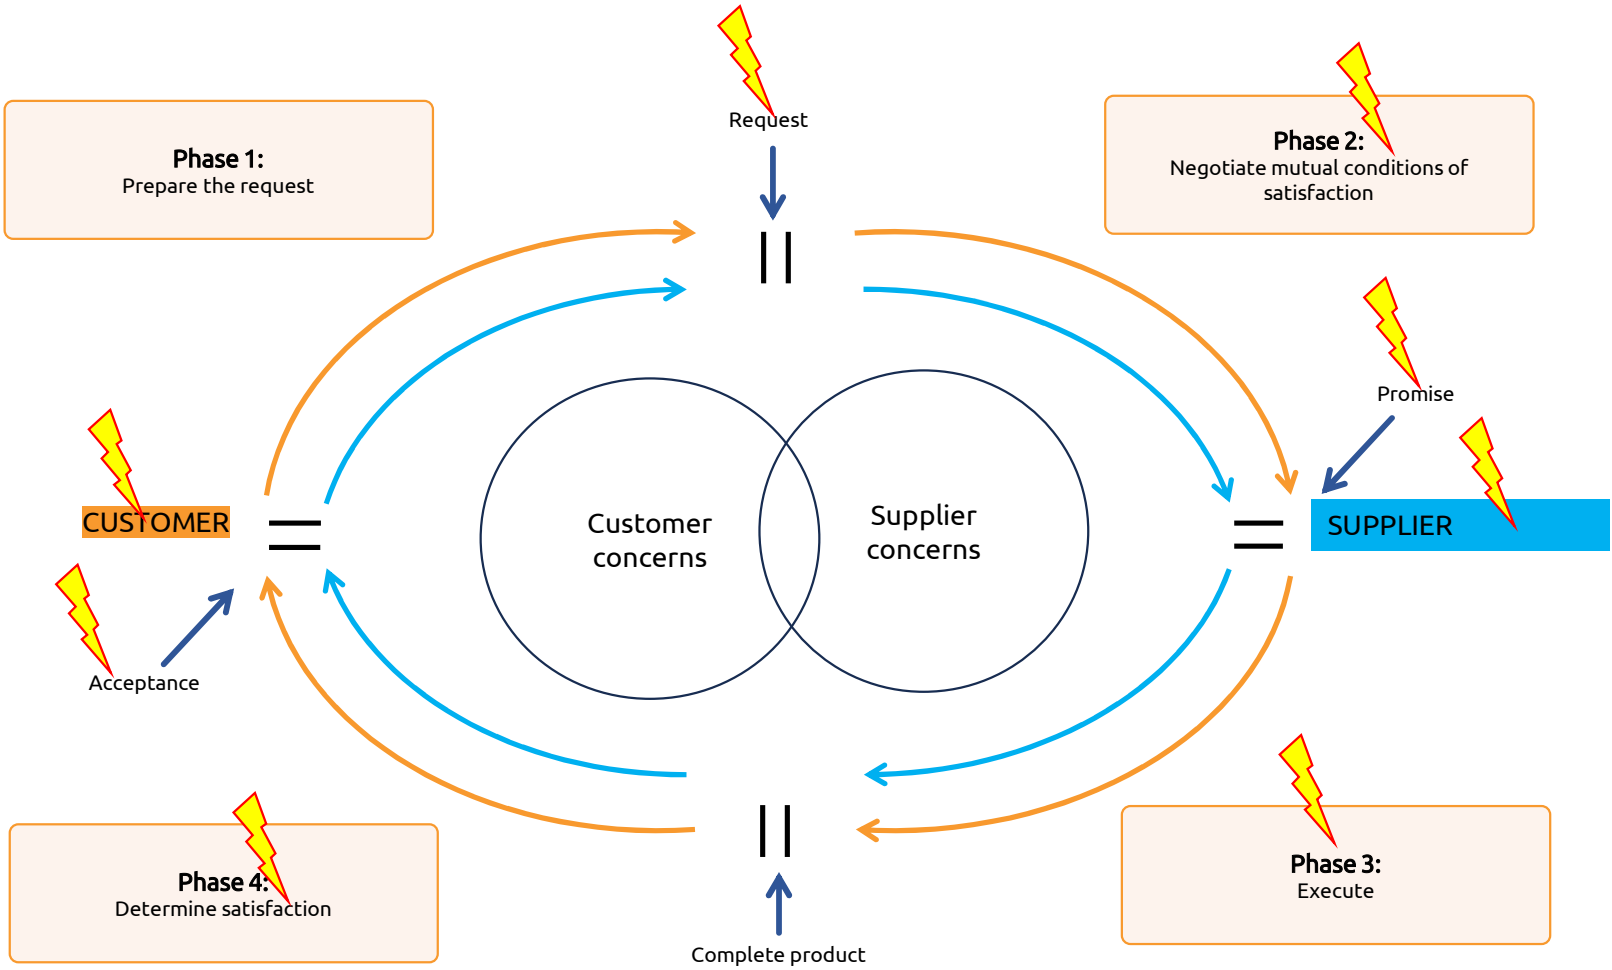 Request
Phase 1:
Prepare the request
Phase 2:
Negotiate mutual conditions of
satisfaction
Promise
CUSTOMER
Customer
concerns
Supplier
concerns
SUPPLIER
Acceptance
Phase 4:
Determine satisfaction
Phase 3:
Execute
Complete product